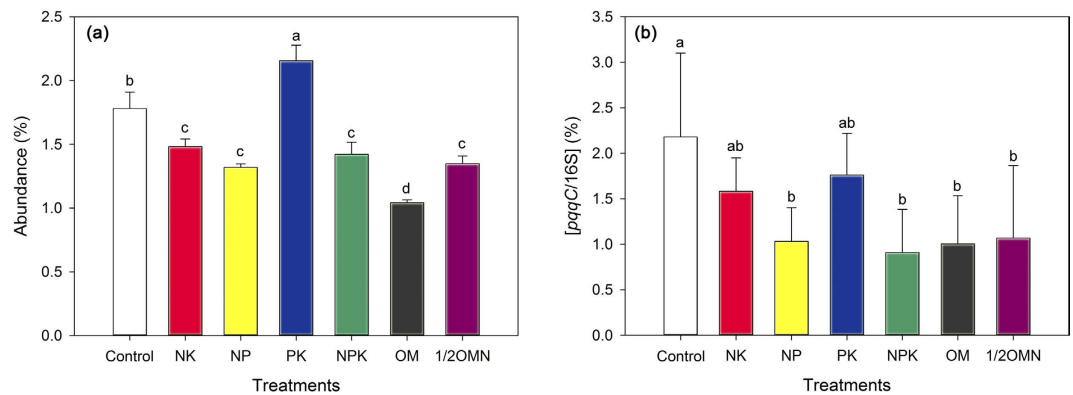 (a)
Abundance (%)
2.5
2.0
1.5
1.0
0.5
0.0
b
c
c
a
c
d
c
Control NK NP PK NPK OM 1/2OMN
Treatments
(b)
[pqqC/16S] (%)
3.5
3.0
2.5
2.0
1.5
1.0
0.5
0.0
a
ab
b
ab
b
b
b
Control NK NP PK NPK OM 1/2OMN
Treatments